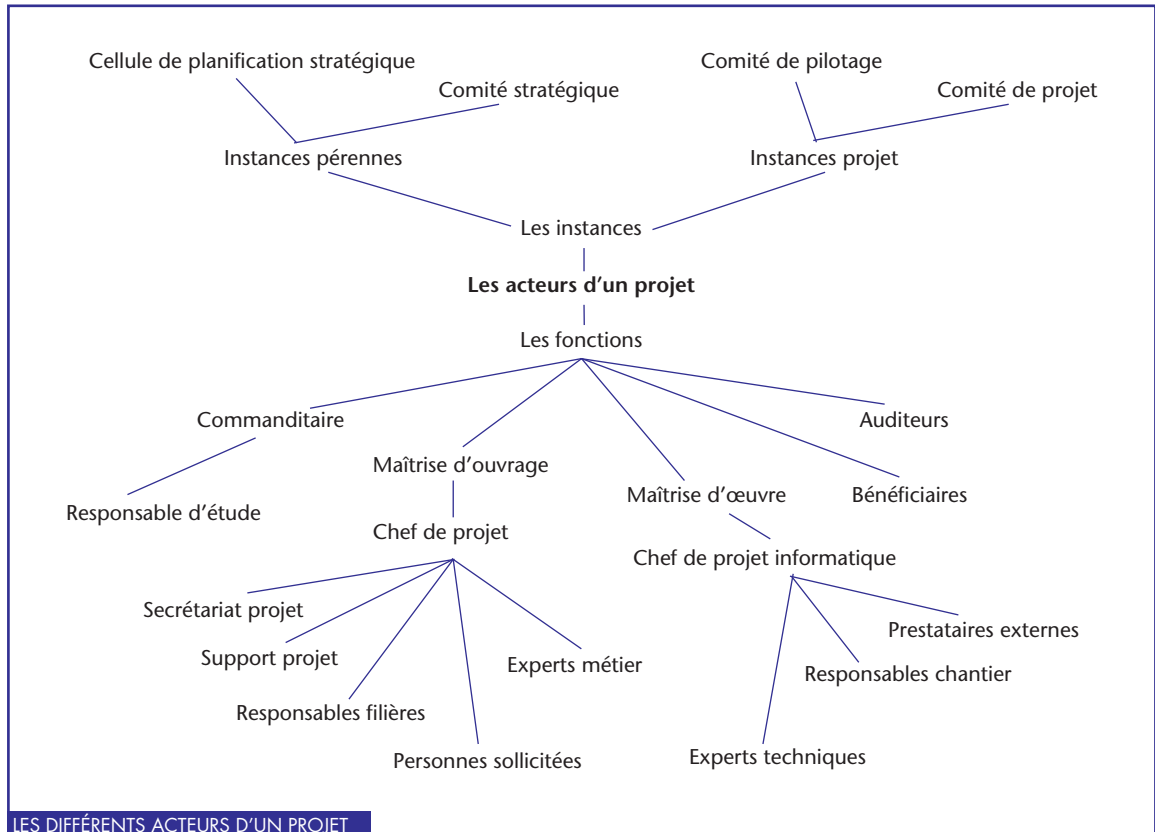 Cellule de planification stratégique
Comité de pilotage
Comité stratégique
Comité de projet
Instances pérennes
Instances projet
Les instances
Les acteurs d’un projet
Les fonctions
Commanditaire
Auditeurs
Maîtrise d’ouvrage
Maîtrise d’œuvre
Bénéficiaires
Responsable d’étude
Chef de projet
Chef de projet informatique
Secrétariat projet
Prestataires externes
Support projet
Experts métier
Responsables chantier
Responsables filières
Personnes sollicitées
Experts techniques
LES DIFFÉRENTS ACTEURS D’UN PROJET